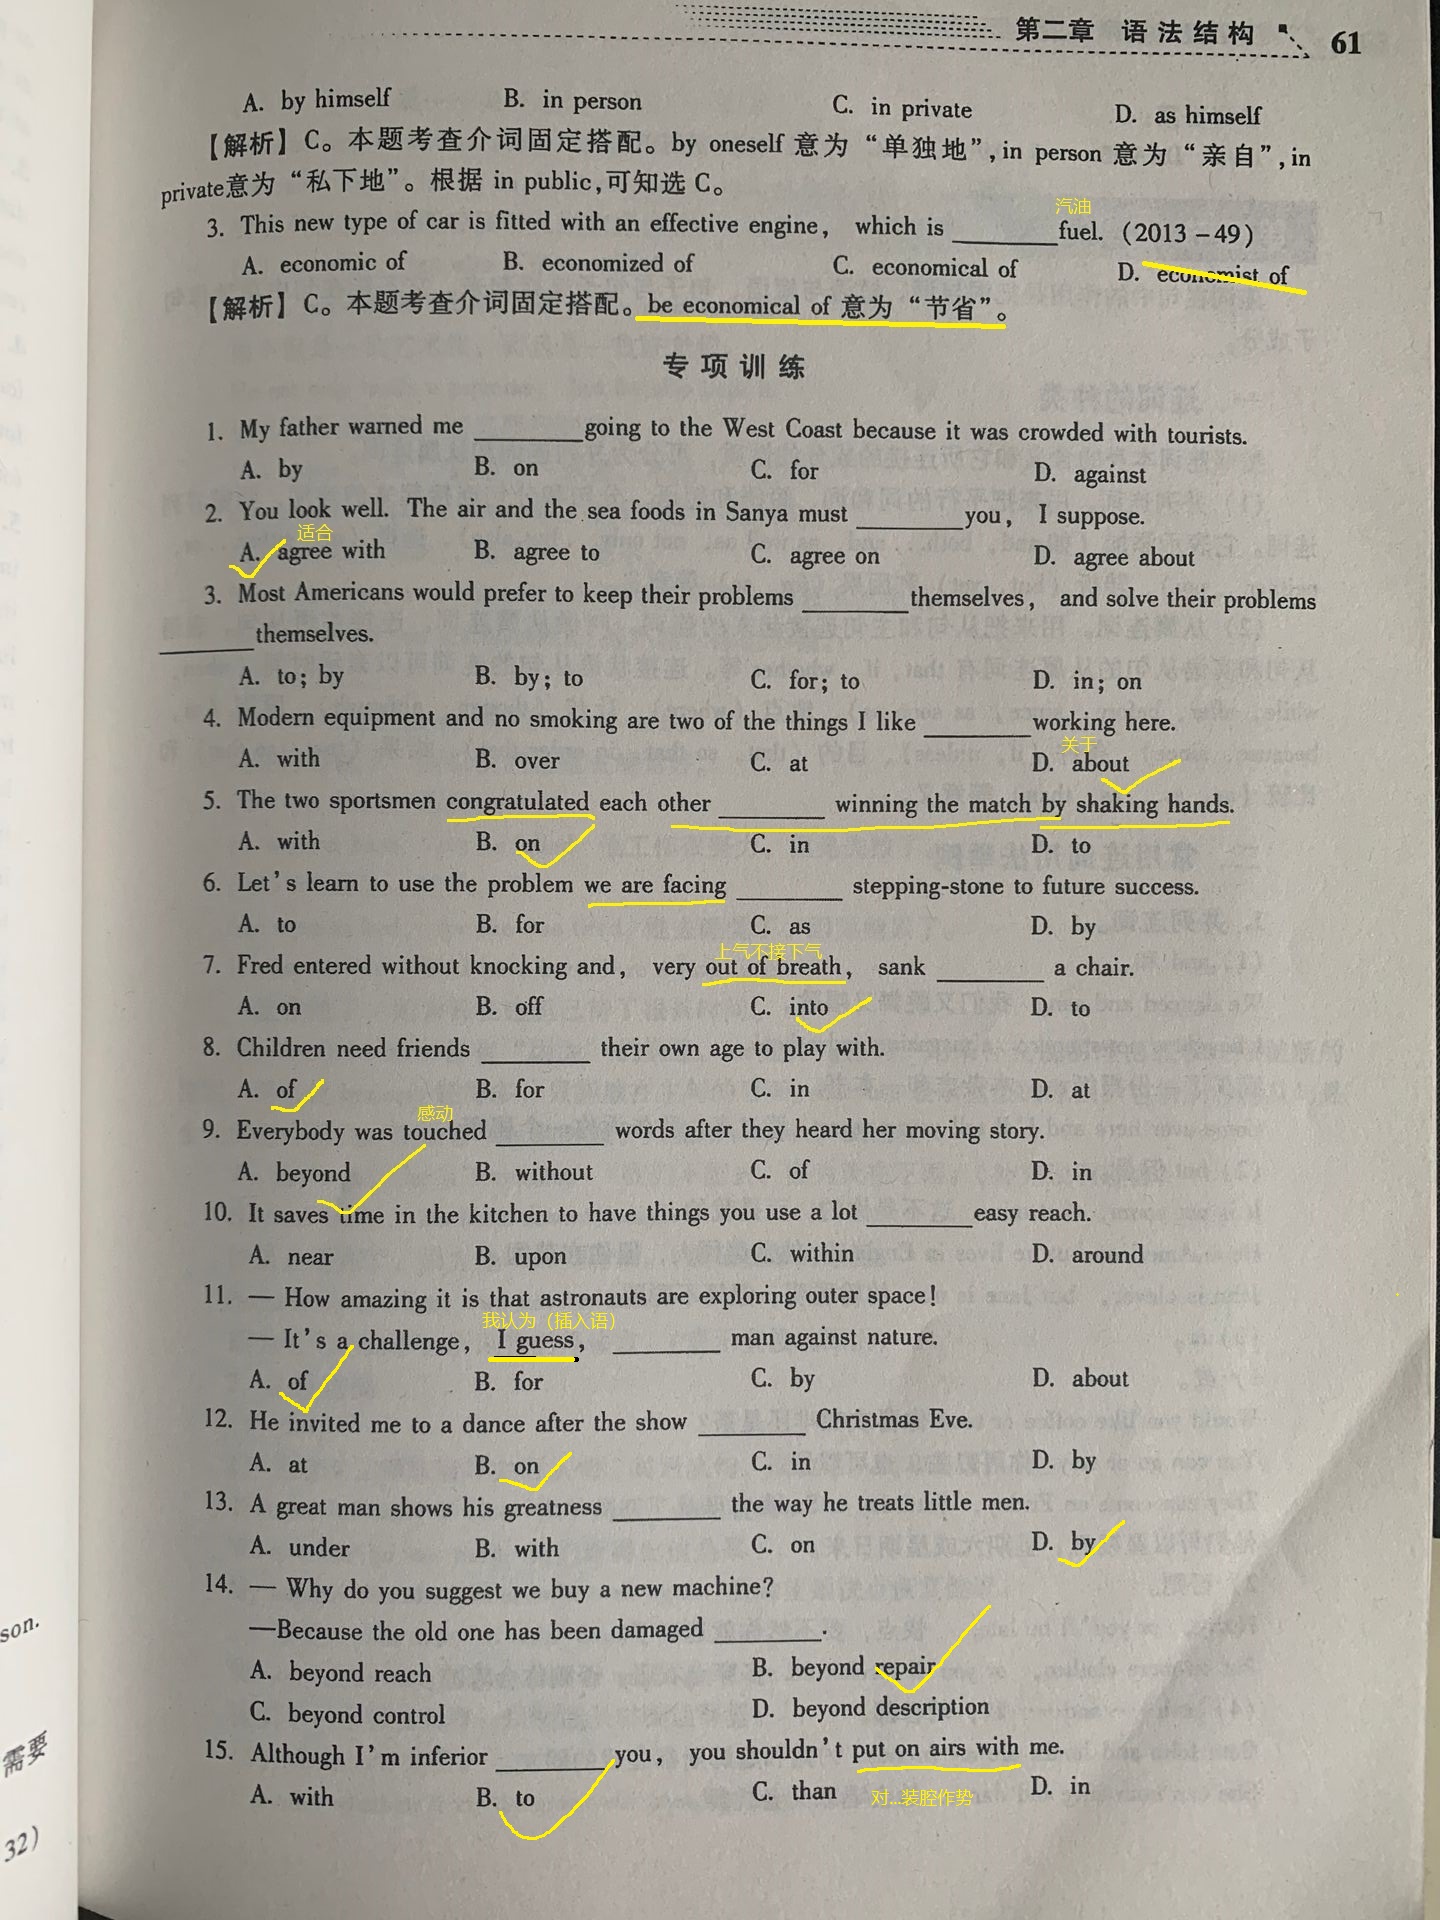 第二章 语法结构 61
A. by himself B. in person C. in private D. as himself
【解析】C。本题考查介词固定搭配。by oneself 意为“单独地”,in person 意为“亲自”,in
private意为“私下地”。根据 in public,可知选 C。
汽油
3. This new type of car is fitted with an effective engine, which is ________fuel. (2013－49)
A. economic of B. economized of C. economical of D. economist of
【解析】C。本题考查介词固定搭配。be economical of 意为“节省”。
专项训练
1. My father warned me ________going to the West Coast because it was crowded with tourists.
A. by B. on C. for D. against
2. You look well. The air and the sea foods in Sanya must ________you, I suppose.
适合
A. agree with B. agree to C. agree on D. agree about
3. Most Americans would prefer to keep their problems ________themselves, and solve their problems
________themselves.
A. to; by B. by; to C. for; to D. in; on
4. Modern equipment and no smoking are two of the things I like ________working here.
关于
A. with B. over C. at D. about
5. The two sportsmen congratulated each other ________ winning the match by shaking hands.
A. with B. on C. in D. to
6. Let's learn to use the problem we are facing ________ stepping-stone to future success.
A. to B. for C. as D. by
上气不接下气
7. Fred entered without knocking and, very out of breath, sank ________ a chair.
A. on B. off C. into D. to
8. Children need friends ________ their own age to play with.
A. of B. for C. in D. at
感动
9. Everybody was touched ________ words after they heard her moving story.
A. beyond B. without C. of D. in
10. It saves time in the kitchen to have things you use a lot ________easy reach.
A. near B. upon C. within D. around
11. — How amazing it is that astronauts are exploring outer space!
我认为（插入语）
— It's a challenge, I guess, ________ man against nature.
A. of B. for C. by D. about
12. He invited me to a dance after the show ________ Christmas Eve.
A. at B. on C. in D. by
13. A great man shows his greatness ________ the way he treats little men.
A. under B. with C. on D. by
14. — Why do you suggest we buy a new machine?
—Because the old one has been damaged ________.
A. beyond reach B. beyond repair
C. beyond control D. beyond description
15. Although I'm inferior ________you, you shouldn't put on airs with me.
A. with B. to C. than D. in
对...装腔作势
son.
需要
32)